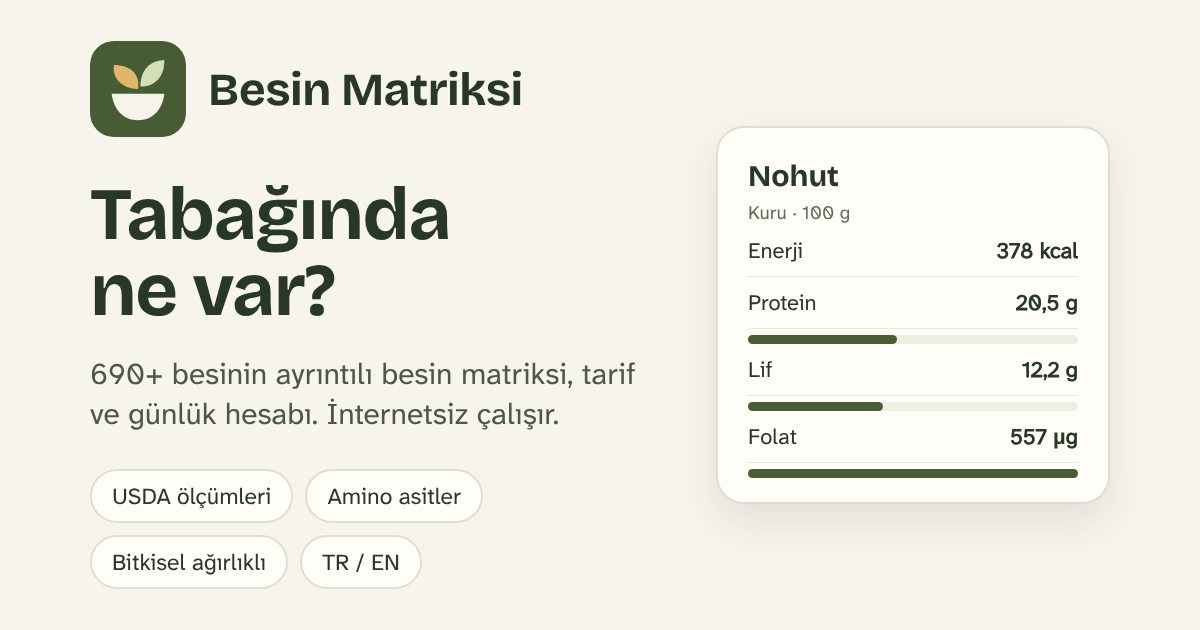 Besin Matriksi
Tabağında
ne var?
690+ besinin ayrıntılı besin matriksi, tarif
ve günlük hesabı. İnternetsiz çalışır.
USDA ölçümleri
Amino asitler
Bitkisel ağırlıklı
TR / EN
Nohut
Kuru · 100 g
Enerji 378 kcal
Protein 20,5 g
Lif 12,2 g
Folat 557 µg